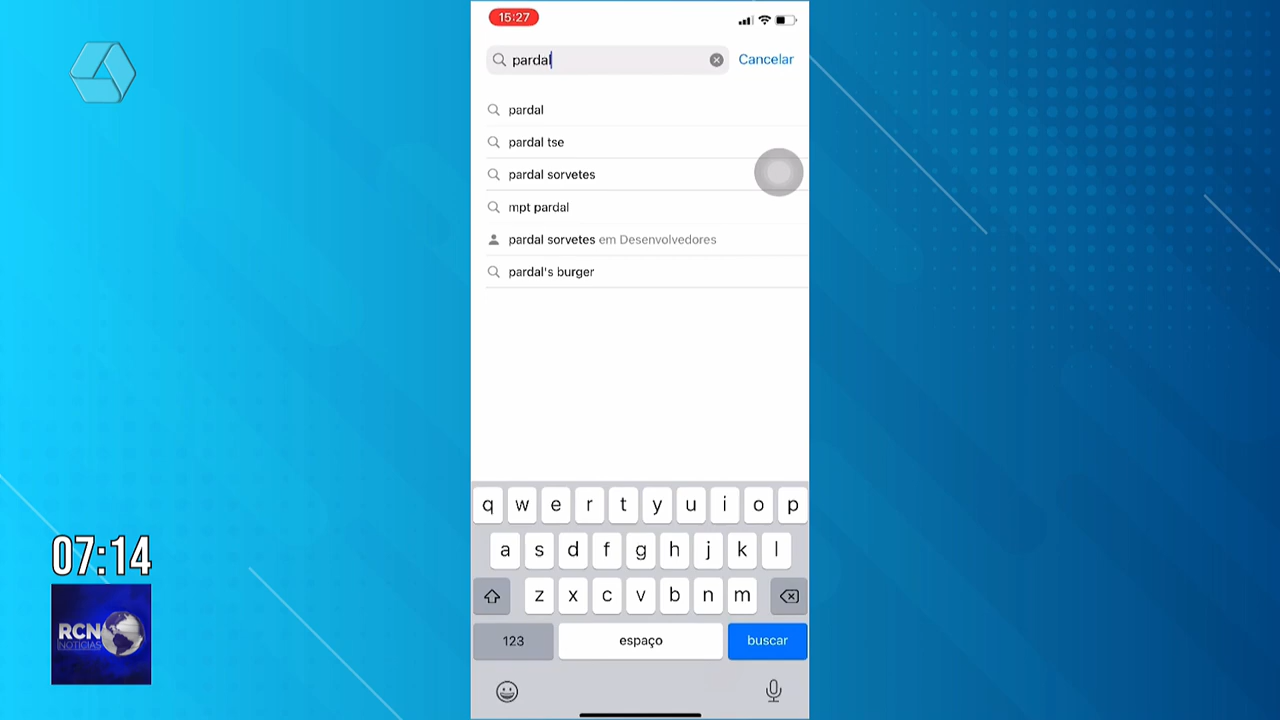 15:27
pardal
Cancelar
pardal
pardal tse
pardal sorvetes
mpt pardal
pardal sorvetes em Desenvolvedores
pardal's burger
q w e r t y u i o p
a s d f g h j k l
z x c v b n m
123 espaço buscar
07:14
RCN
NOTÍCIAS